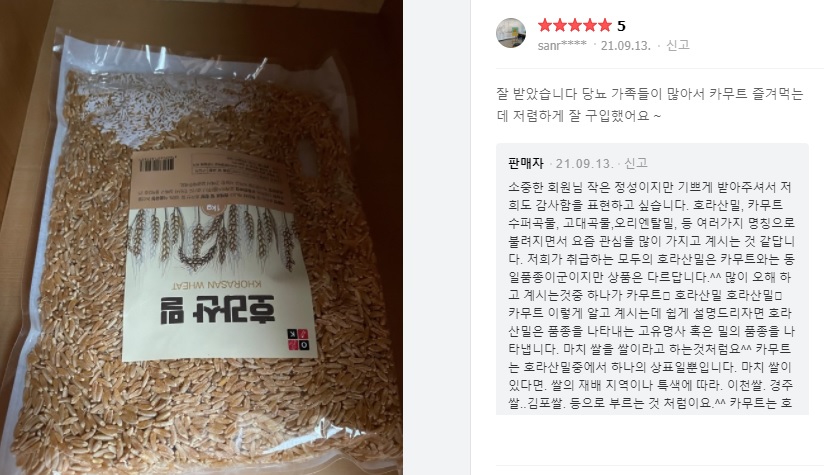 1kg
KHORASAN WHEAT
호라산 밀
O
K
5
sanr**** · 21.09.13. · 신고
잘 받았습니다 당뇨 가족들이 많아서 카무트 즐겨먹는
데 저렴하게 잘 구입했어요 ~
판매자 · 21.09.13. · 신고
소중한 회원님 작은 정성이지만 기쁘게 받아주셔서 저
희도 감사함을 표현하고 싶습니다. 호라산밀, 카무트
수퍼곡물, 고대곡물,오리엔탈밀, 등 여러가지 명칭으로
불려지면서 요즘 관심을 많이 가지고 계시는 것 같답니
다. 저희가 취급하는 모두의 호라산밀은 카무트와는 동
일품종이군이지만 상품은 다르답니다.^^ 많이 오해 하
고 계시는것중 하나가 카무트□ 호라산밀 호라산밀□
카무트 이렇게 알고 계시는데 쉽게 설명드리자면 호라
산밀은 품종을 나타내는 고유명사 혹은 밀의 품종을 나
타냅니다. 마치 쌀을 쌀이라고 하는것처럼요^^ 카무트
는 호라산밀중에서 하나의 상표일뿐입니다. 마치 쌀이
있다면. 쌀의 재배 지역이나 특색에 따라. 이천쌀. 경주
쌀..김포쌀. 등으로 부르는 것 처럼이요.^^ 카무트는 호